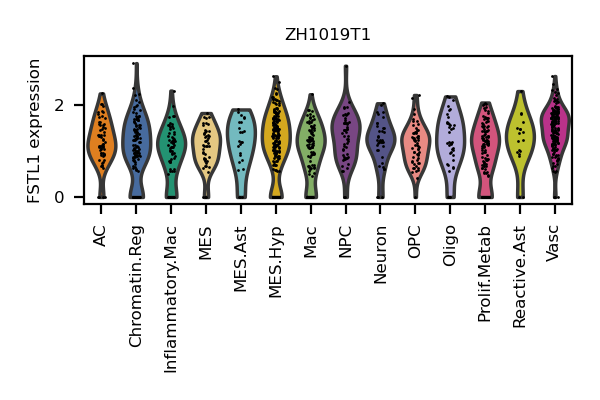 ZH1019T1
FSTL1 expression
2
0
AC
Chromatin.Reg
Inflammatory.Mac
MES
MES.Ast
MES.Hyp
Mac
NPC
Neuron
OPC
Oligo
Prolif.Metab
Reactive.Ast
Vasc